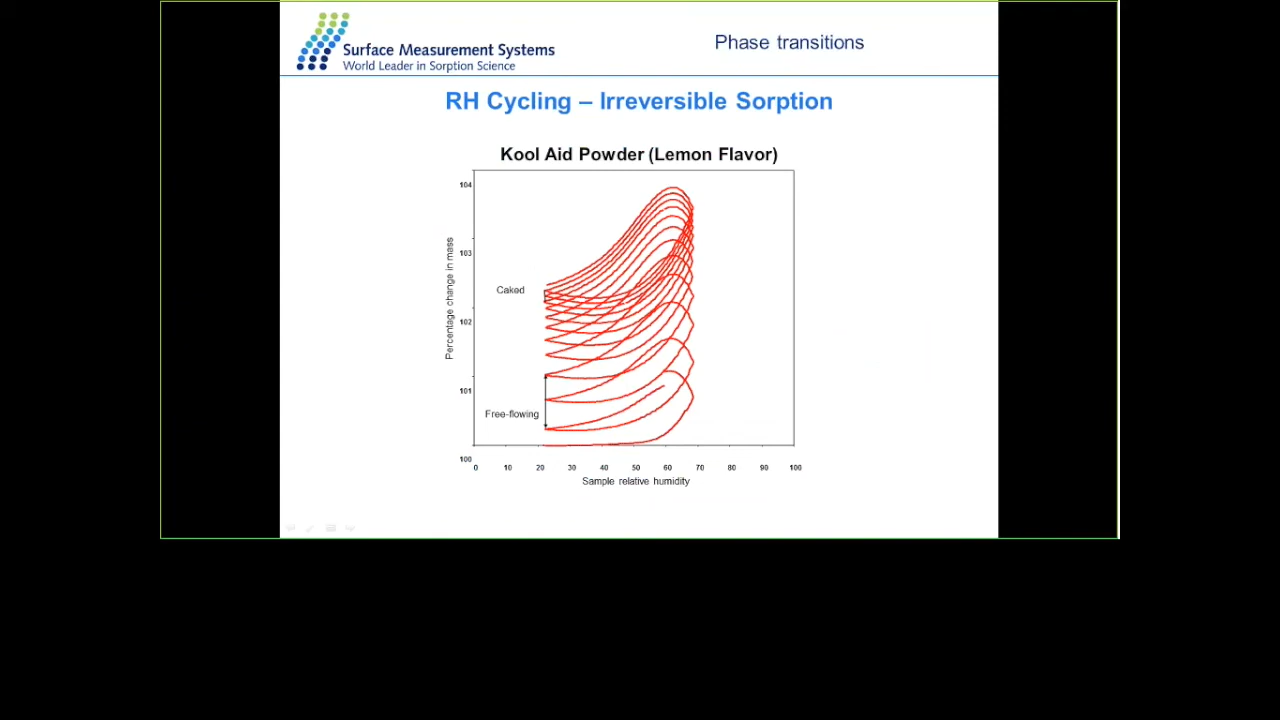 Surface Measurement Systems
World Leader in Sorption Science
Phase transitions
RH Cycling – Irreversible Sorption
Kool Aid Powder (Lemon Flavor)
104
103
102
101
100
Percentage change in mass
Caked
Free-flowing
0 10 20 30 40 50 60 70 80 90 100
Sample relative humidity